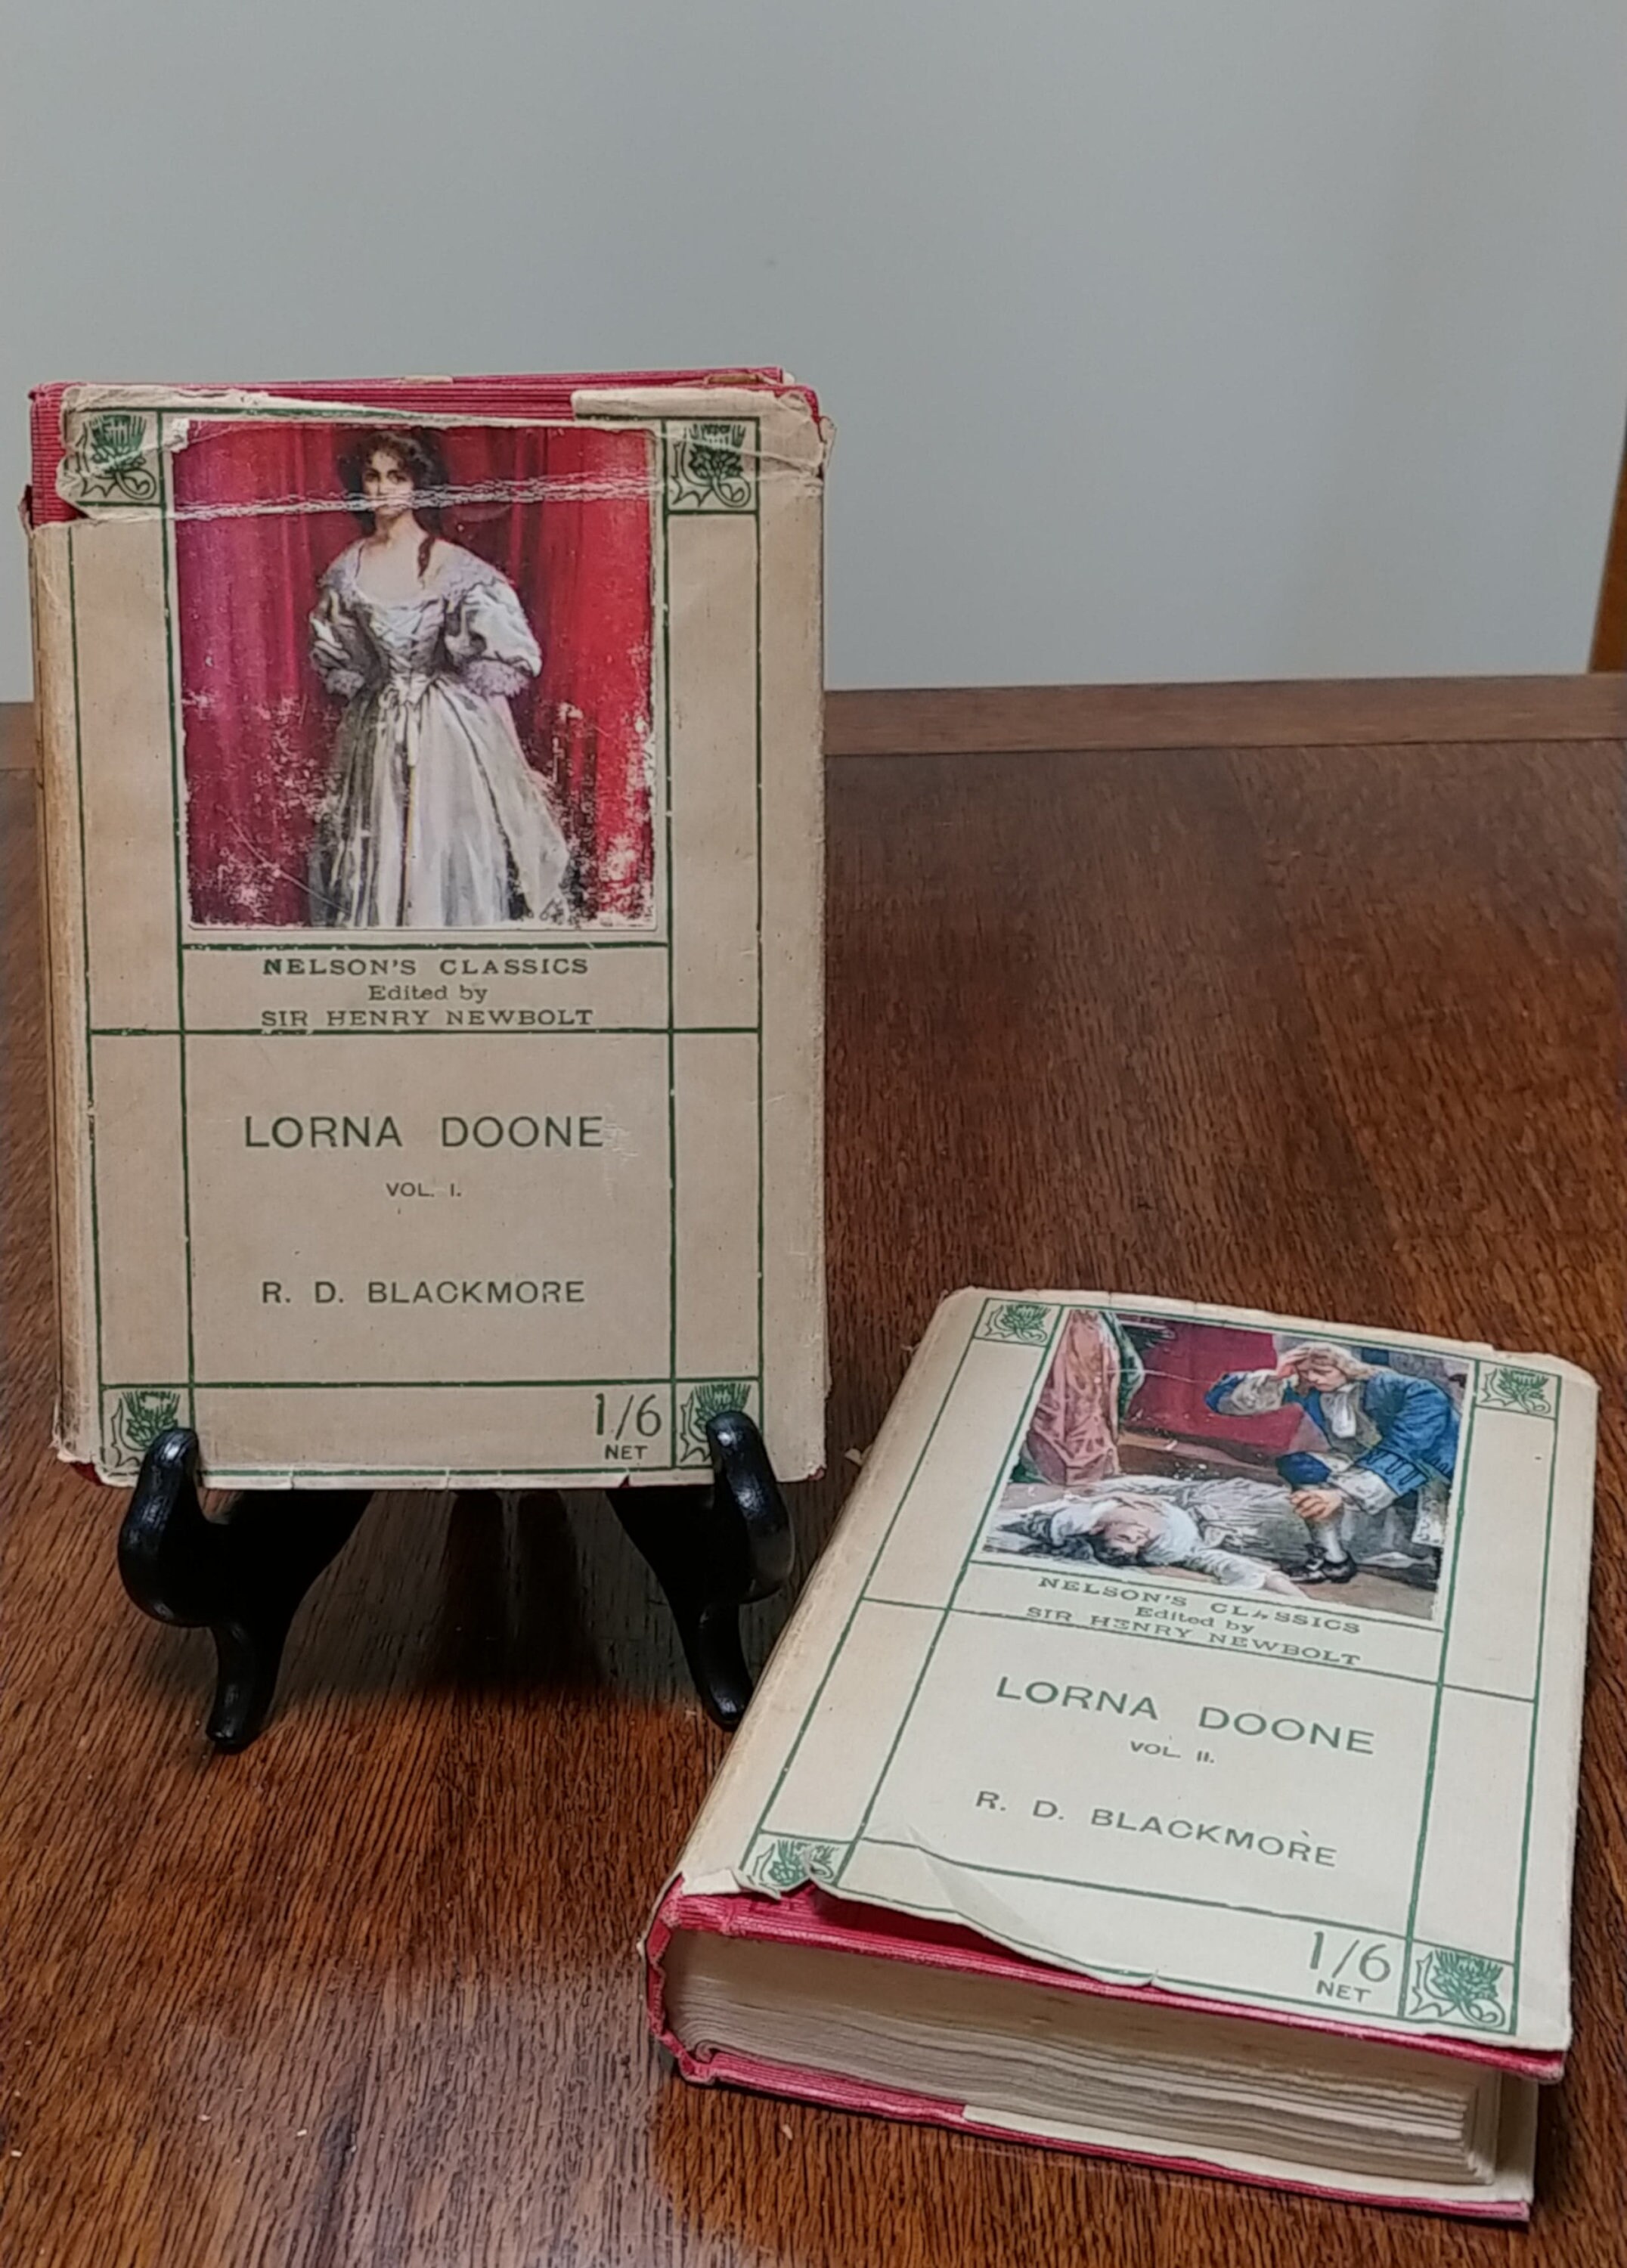 NELSON'S CLASSICS
Edited by
SIR HENRY NEWBOLT
LORNA DOONE
VOL. I.
R. D. BLACKMORE
1/6
NET
NELSON'S CLASSICS
Edited by
SIR HENRY NEWBOLT
LORNA DOONE
VOL. II.
R. D. BLACKMORE
1/6
NET